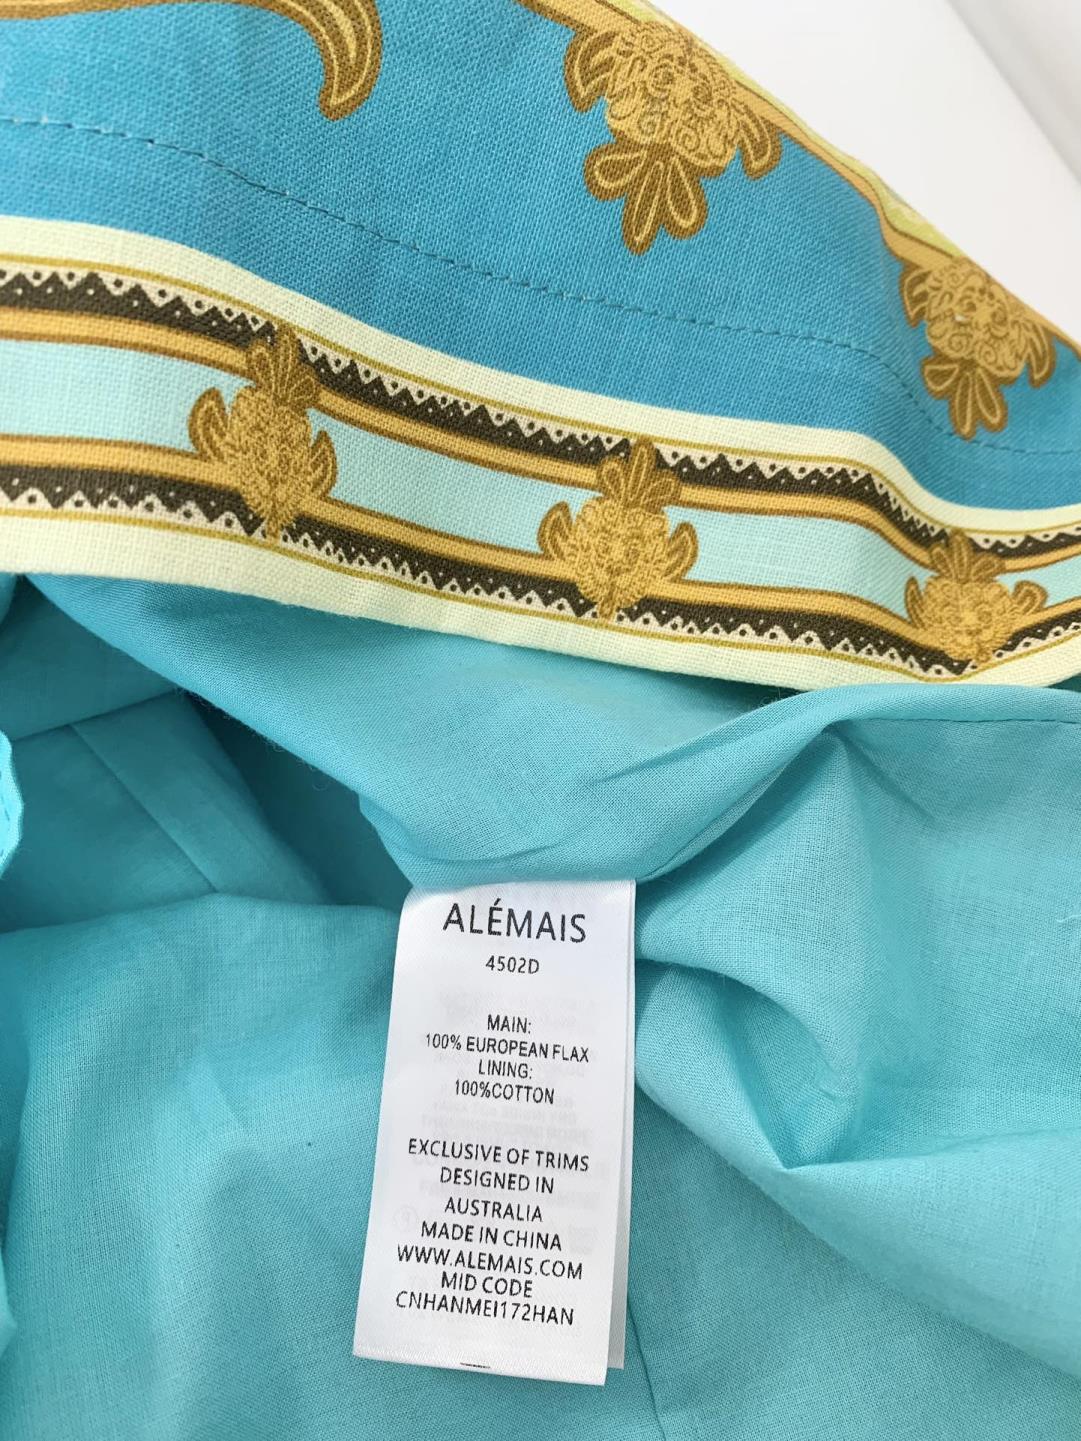 ALÉMAIS
4502D
MAIN:
100% EUROPEAN FLAX
LINING:
100%COTTON
EXCLUSIVE OF TRIMS
DESIGNED IN
AUSTRALIA
MADE IN CHINA
WWW.ALEMAIS.COM
MID CODE
CNHANMEI172HAN